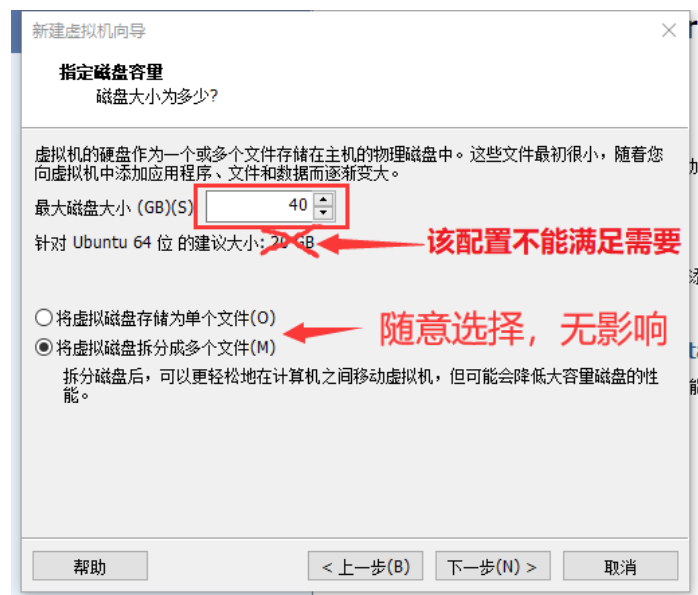 新建虚拟机向导
指定磁盘容量
磁盘大小为多少?
虚拟机的硬盘作为一个或多个文件存储在主机的物理磁盘中。这些文件最初很小，随着您
向虚拟机中添加应用程序、文件和数据而逐渐变大。
最大磁盘大小 (GB)(S) 40
针对 Ubuntu 64 位 的建议大小: 20 GB 该配置不能满足需要
将虚拟磁盘存储为单个文件(O)
随意选择，无影响
将虚拟磁盘拆分成多个文件(M)
拆分磁盘后，可以更轻松地在计算机之间移动虚拟机，但可能会降低大容量磁盘的性
能。
帮助 < 上一步(B) 下一步(N) > 取消